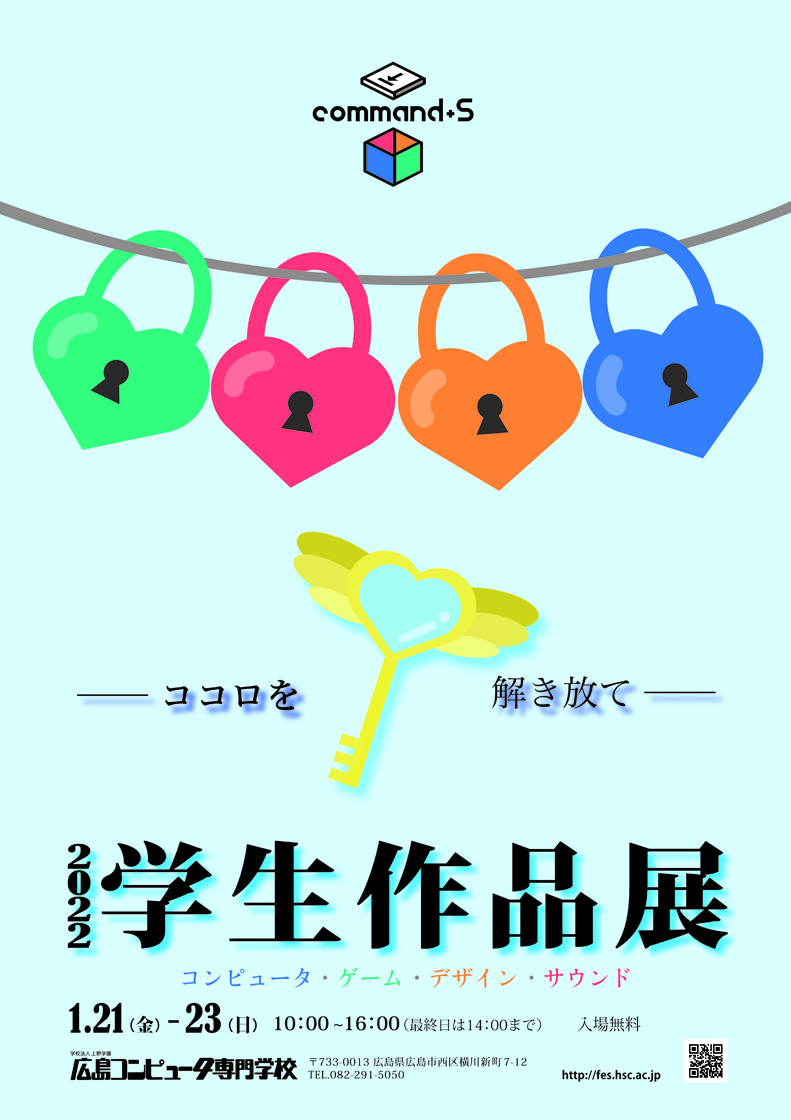 command+S
ココロを 解き放て
2022 学生作品展
コンピュータ・ゲーム・デザイン・サウンド
1.21(金)-23(日) 10:00~16:00(最終日は14:00まで) 入場無料
学校法人上野学園
広島コンピュータ専門学校
〒733-0013 広島県広島市西区横川新町7-12
TEL.082-291-5050
http://fes.hsc.ac.jp